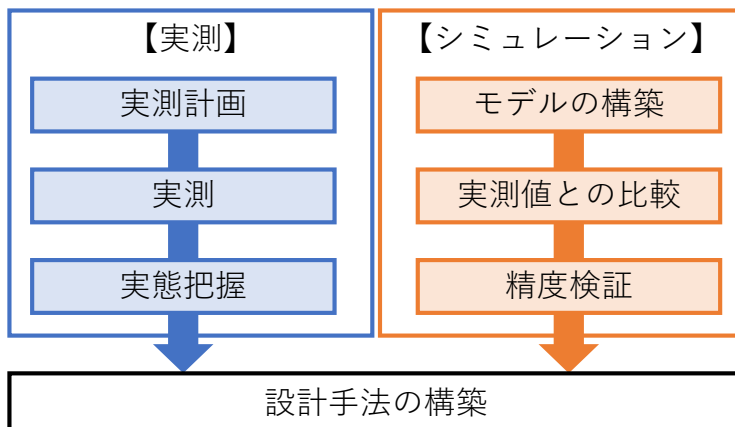 【実測】
実測計画
実測
実態把握
【シミュレーション】
モデルの構築
実測値との比較
精度検証
設計手法の構築